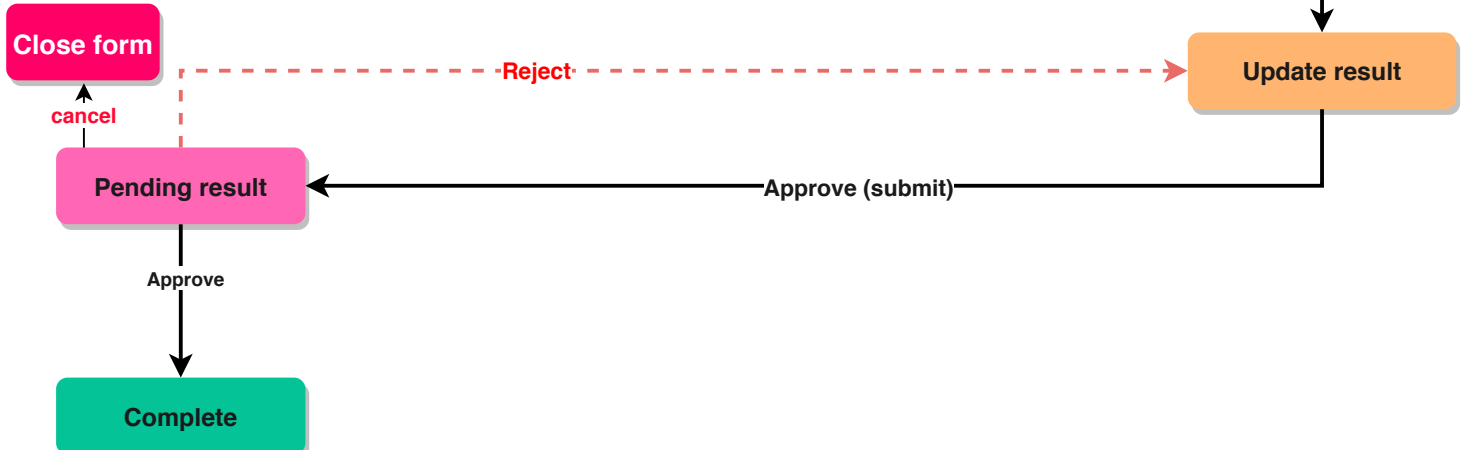 Close form
Reject
Update result
cancel
Pending result
Approve (submit)
Approve
Complete